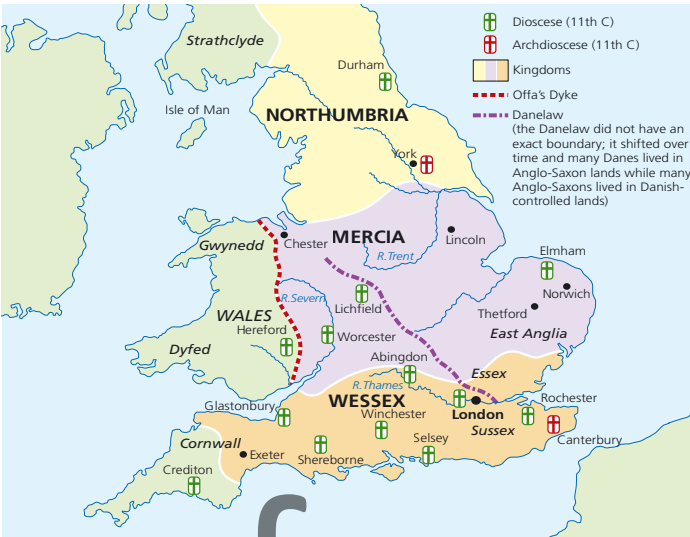 Dioscese (11th C)
Archdioscese (11th C)
Kingdoms
Offa's Dyke
Danelaw
(the Danelaw did not have an
exact boundary; it shifted over
time and many Danes lived in
Anglo-Saxon lands while many
Anglo-Saxons lived in Danish-
controlled lands)
Strathclyde
Durham
Isle of Man
NORTHUMBRIA
York
Gwynedd
Chester
MERCIA
Lincoln
R.Trent
Elmham
Norwich
R.Severn
Lichfield
Thetford
WALES
Hereford
Worcester
East Anglia
Dyfed
Abingdon
Essex
R.Thames
WESSEX
Rochester
Glastonbury
Winchester
London
Sussex
Canterbury
Cornwall
Exeter
Shereborne
Selsey
Crediton